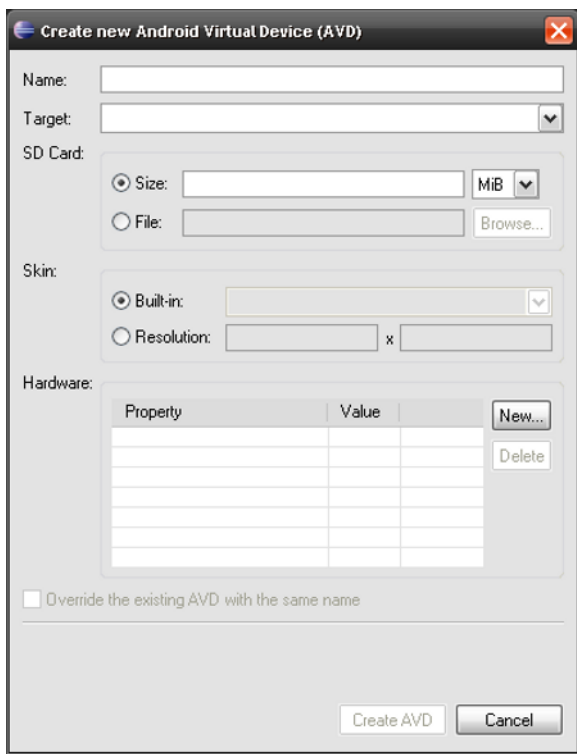 Create new Android Virtual Device (AVD)
Name:
Target:
SD Card:
Size: MiB
File: Browse...
Skin:
Built-in:
Resolution: x
Hardware:
Property Value New...
Delete
Override the existing AVD with the same name
Create AVD Cancel